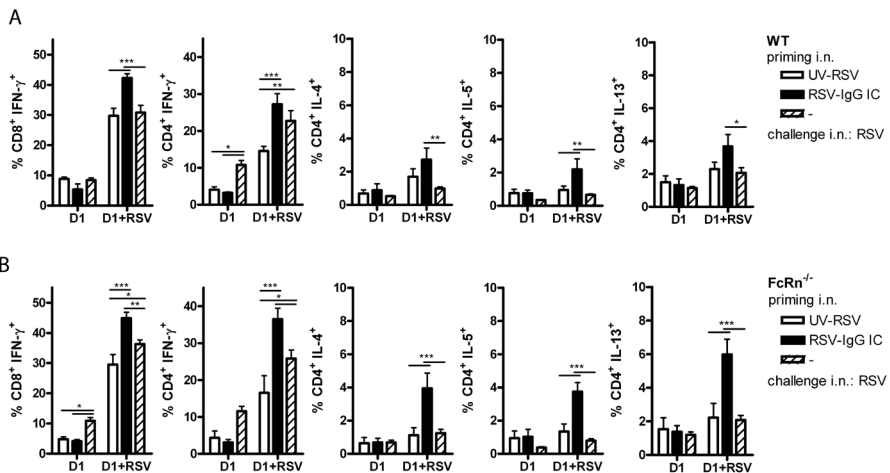 A
% CD8+ IFN-γ+
50
40
30
20
10
0
***
D1
D1+RSV
% CD4+ IFN-γ+
40
30
20
10
0
*
***
**
D1
D1+RSV
% CD4+ IL-4+
10
8
6
4
2
0
**
D1
D1+RSV
% CD4+ IL-5+
10
8
6
4
2
0
**
D1
D1+RSV
% CD4+ IL-13+
10
8
6
4
2
0
*
D1
D1+RSV
WT
priming i.n.
UV-RSV
RSV-IgG IC
-
challenge i.n.: RSV
B
% CD8+ IFN-γ+
50
40
30
20
10
0
*
***
*
**
D1
D1+RSV
% CD4+ IFN-γ+
40
30
20
10
0
***
*
D1
D1+RSV
% CD4+ IL-4+
10
8
6
4
2
0
***
D1
D1+RSV
% CD4+ IL-5+
10
8
6
4
2
0
***
D1
D1+RSV
% CD4+ IL-13+
10
8
6
4
2
0
***
D1
D1+RSV
FcRn-/-
priming i.n.
UV-RSV
RSV-IgG IC
-
challenge i.n.: RSV